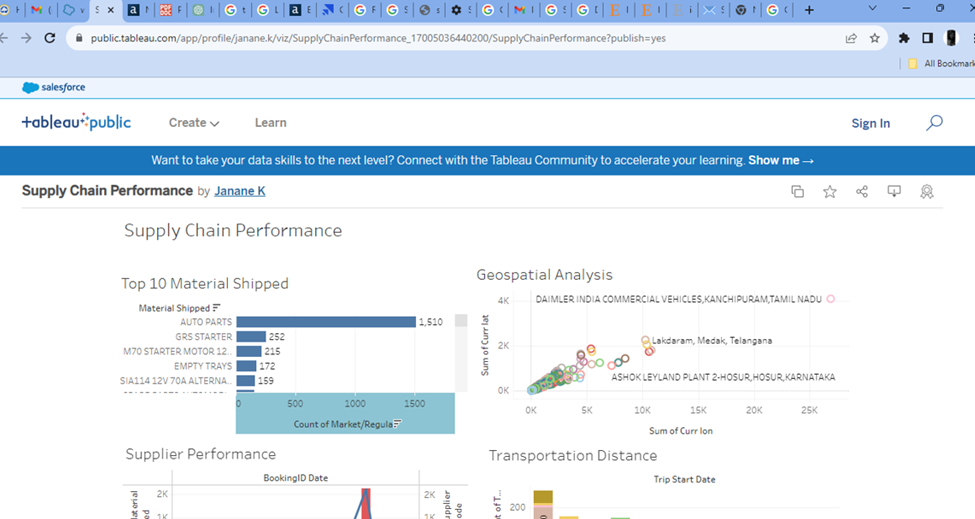 public.tableau.com/app/profile/janane.k/viz/SupplyChainPerformance_17005036440200/SupplyChainPerformance?publish=yes
All Bookmark
salesforce
tableau public
Create
Learn
Sign In
Want to take your data skills to the next level? Connect with the Tableau Community to accelerate your learning. Show me →
Supply Chain Performance by Janane K
Supply Chain Performance
Top 10 Material Shipped
Material Shipped
AUTO PARTS 1,510
GRS STARTER 252
M70 STARTER MOTOR 12... 215
EMPTY TRAYS 172
SIA114 12V 70A ALTERNA... 159
0 500 1000 1500
Count of Market/Regula
Geospatial Analysis
Sum of Curr lat
4K
2K
0K
DAIMLER INDIA COMMERCIAL VEHICLES,KANCHIPURAM,TAMIL NADU
Lakdaram, Medak, Telangana
ASHOK LEYLAND PLANT 2-HOSUR,HOSUR,KARNATAKA
0K 5K 10K 15K 20K 25K
Sum of Curr lon
Supplier Performance
BookingID Date
2K
1K
2K
1K
Transportation Distance
Trip Start Date
200